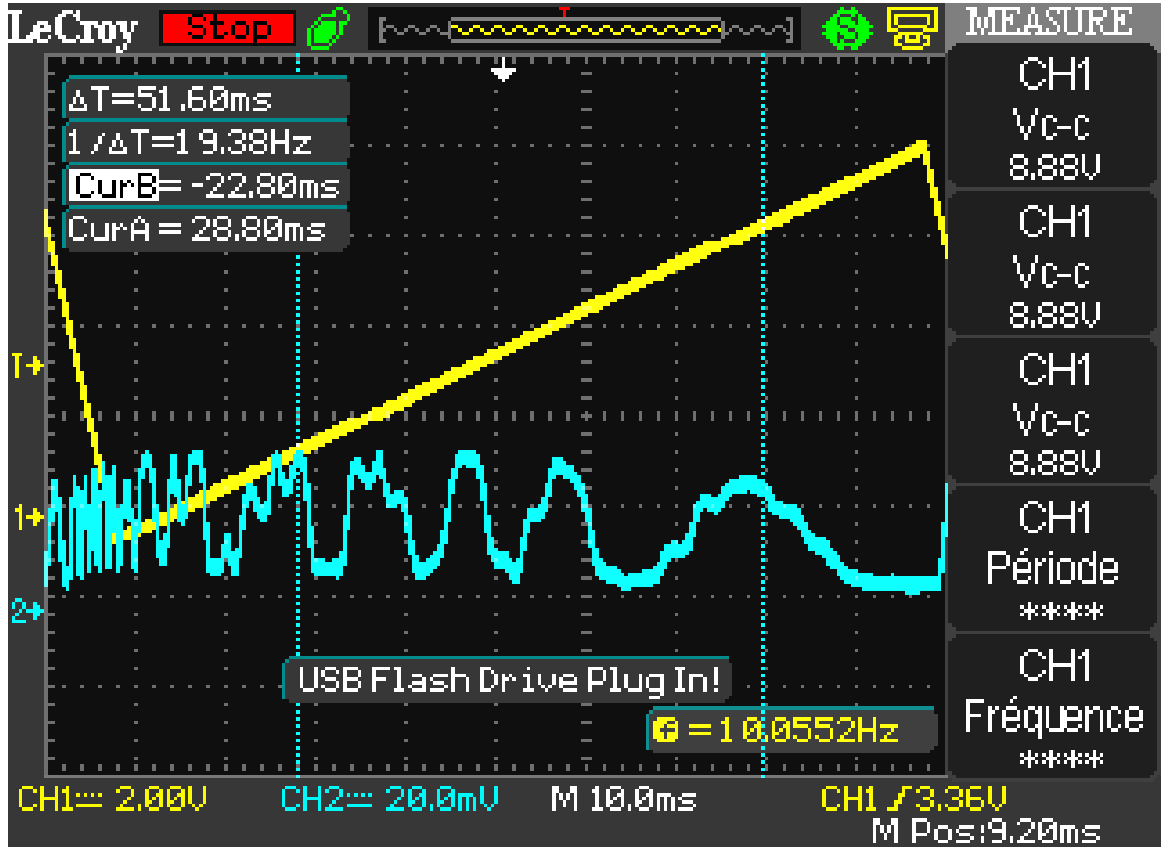 LeCroy Stop T S MEASURE
ΔT=51.60ms
1/ΔT=19.38Hz
CurB= -22.80ms
CurA= 28.80ms
CH1
Vc-c
8.88V
CH1
Vc-c
8.88V
CH1
Vc-c
8.88V
CH1
Période
****
CH1
Fréquence
****
T
1
2
USB Flash Drive Plug In!
f =10.0552Hz
CH1 2.00V CH2 20.0mV M 10.0ms CH1 3.36V
M Pos:9.20ms